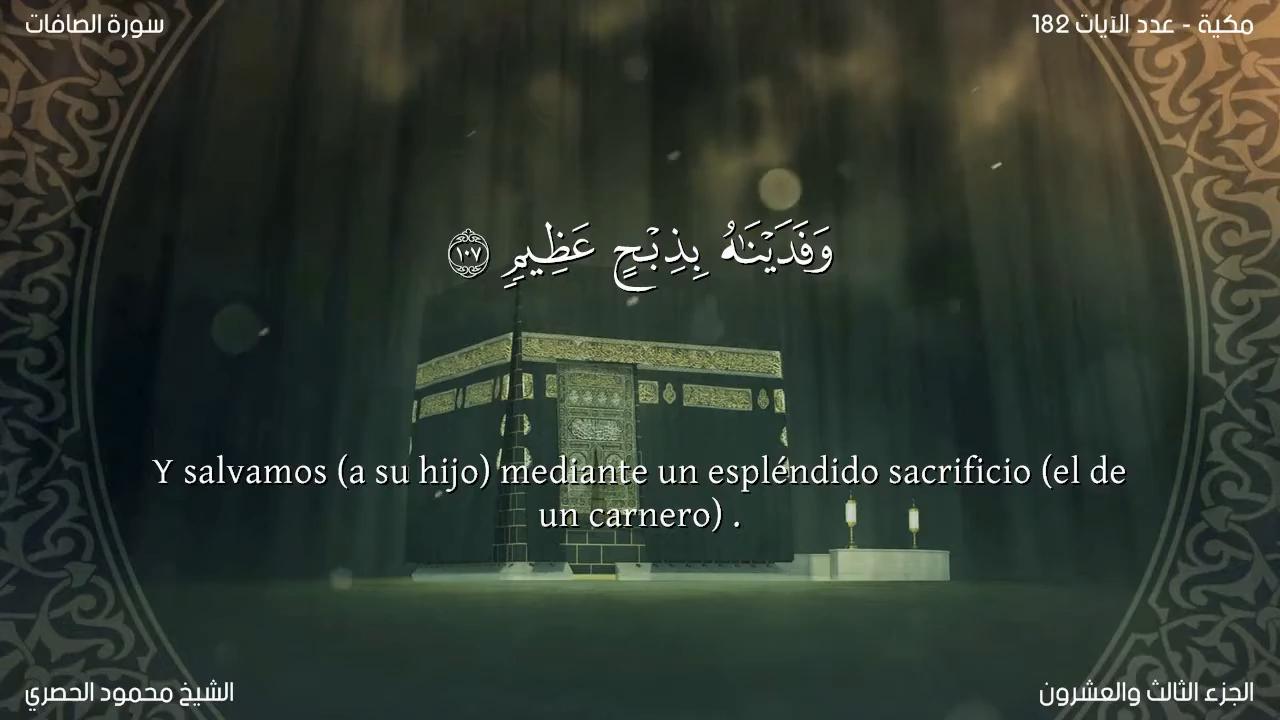 سورة الصافات
مكية - عدد الآيات 182
وَفَدَيْنَٰهُ بِذِبْحٍ عَظِيمٍ ١٠٧
Y salvamos (a su hijo) mediante un espléndido sacrificio (el de
un carnero) .
الشيخ محمود الحصري
الجزء الثالث والعشرون